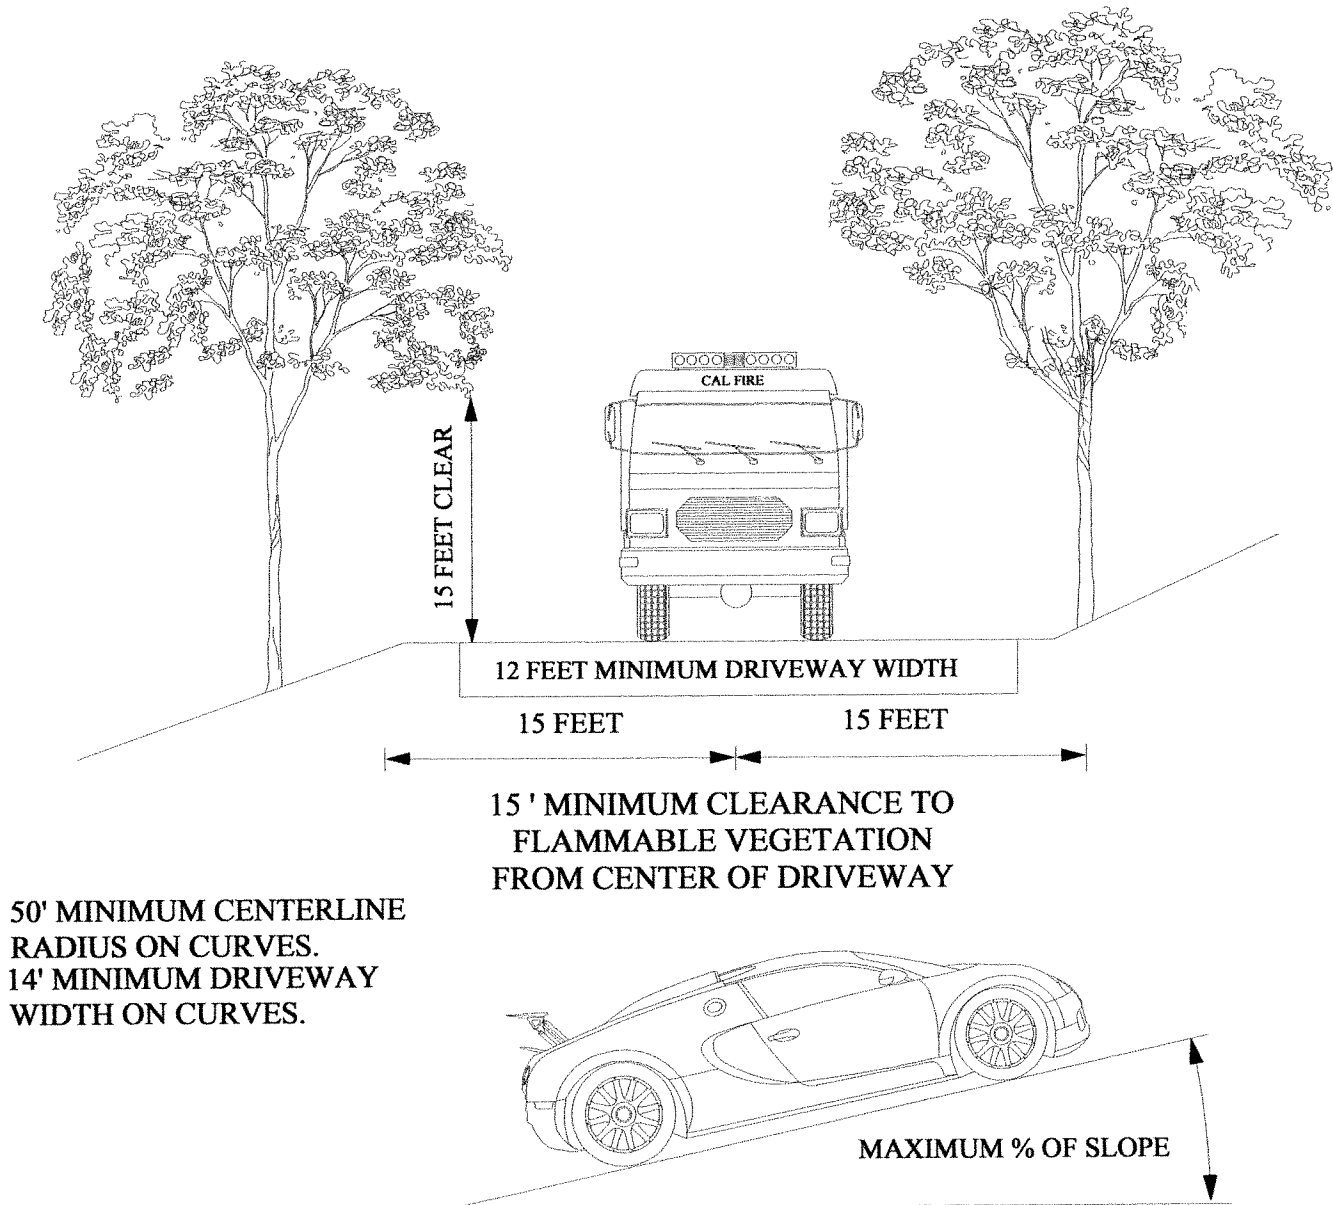 CAL FIRE
15 FEET CLEAR
12 FEET MINIMUM DRIVEWAY WIDTH
15 FEET
15 FEET
15 ' MINIMUM CLEARANCE TO
FLAMMABLE VEGETATION
FROM CENTER OF DRIVEWAY
50' MINIMUM CENTERLINE
RADIUS ON CURVES.
14' MINIMUM DRIVEWAY
WIDTH ON CURVES.
MAXIMUM % OF SLOPE